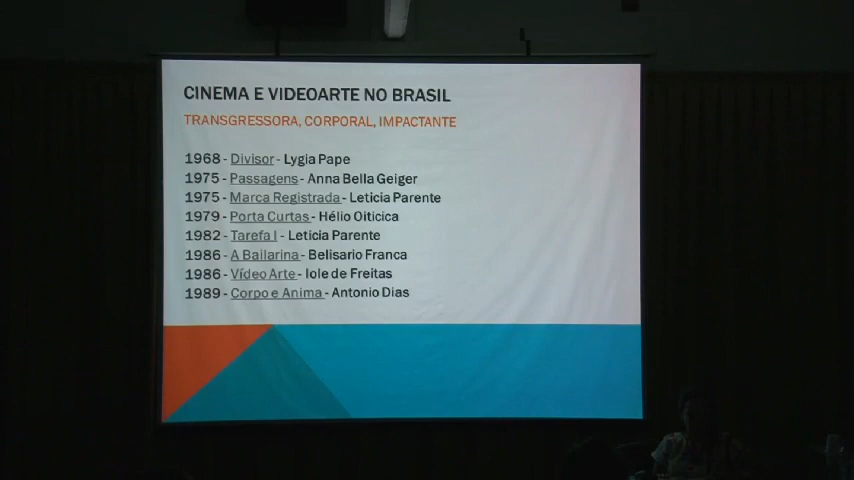 CINEMA E VIDEOARTE NO BRASIL
TRANSGRESSORA, CORPORAL, IMPACTANTE
1968 - Divisor - Lygia Pape
1975 - Passagens - Anna Bella Geiger
1975 - Marca Registrada - Leticia Parente
1979 - Porta Curtas - Hélio Oiticica
1982 - Tarefa I - Leticia Parente
1986 - A Bailarina - Belisario Franca
1986 - Vídeo Arte - Iole de Freitas
1989 - Corpo e Anima - Antonio Dias